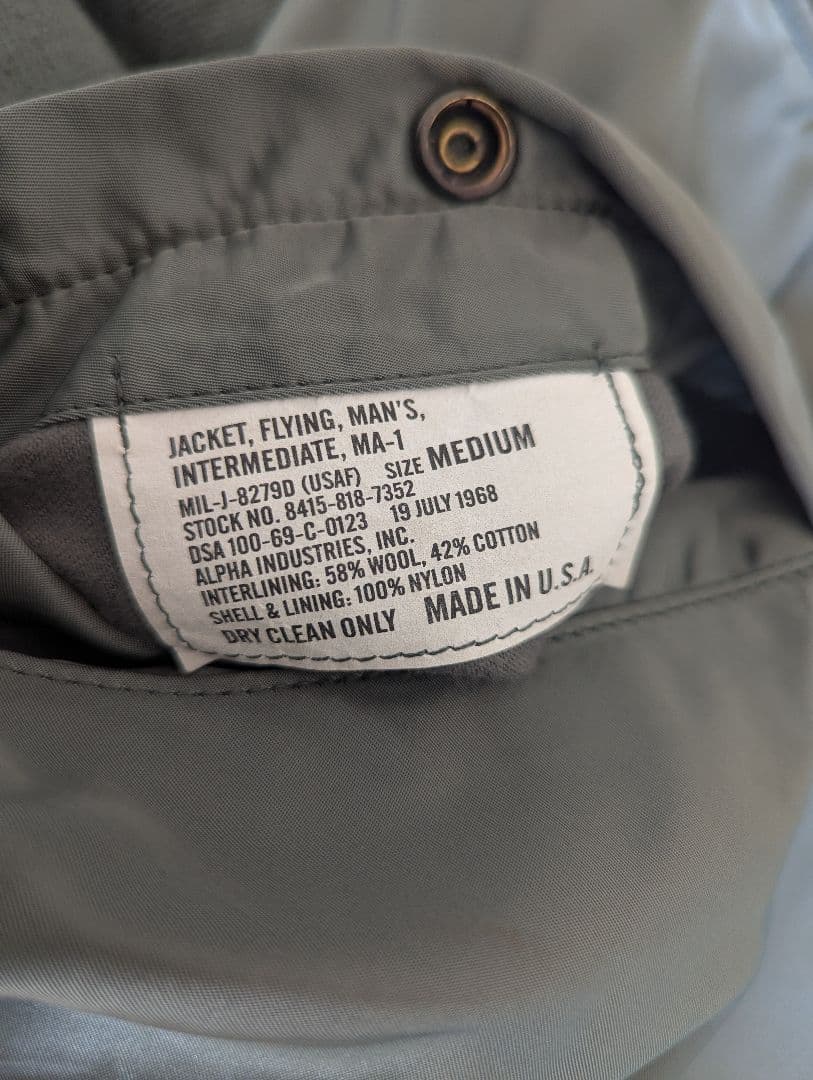 JACKET, FLYING, MAN'S,
INTERMEDIATE, MA-1
MIL-J-8279D (USAF) SIZE MEDIUM
STOCK NO. 8415-818-7352
DSA 100-69-C-0123 19 JULY 1968
ALPHA INDUSTRIES, INC.
INTERLINING: 58% WOOL, 42% COTTON
SHELL & LINING: 100% NYLON
DRY CLEAN ONLY MADE IN U.S.A.